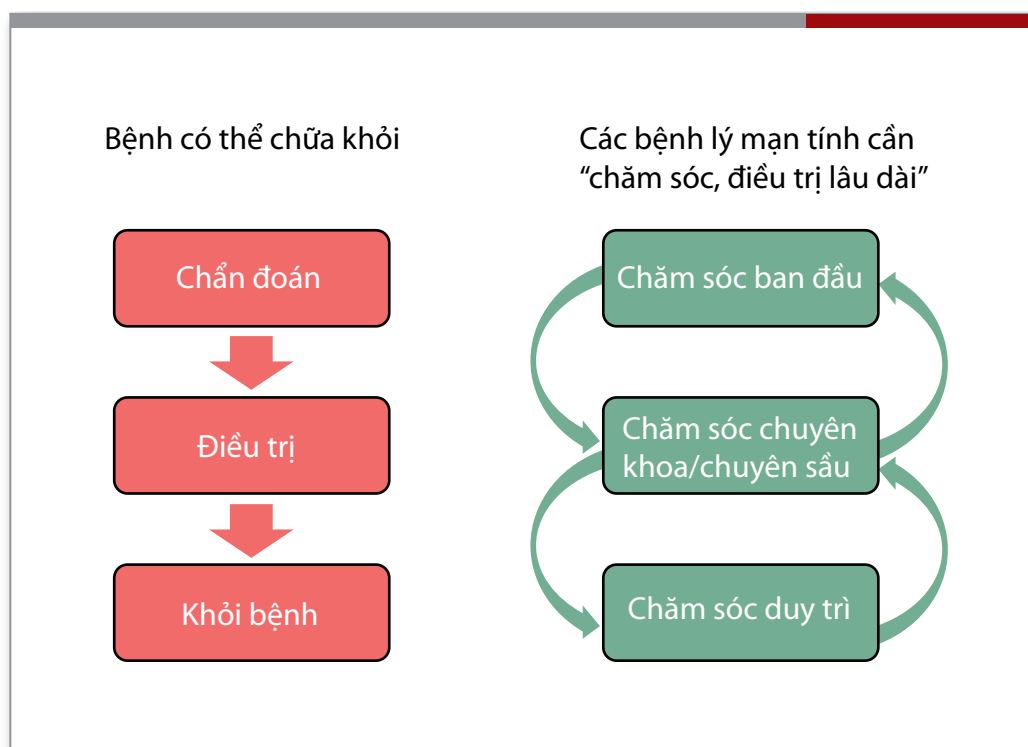 Bệnh có thể chữa khỏi
Chẩn đoán
Điều trị
Khỏi bệnh
Các bệnh lý mạn tính cần
“chăm sóc, điều trị lâu dài”
Chăm sóc ban đầu
Chăm sóc chuyên
khoa/chuyên sầu
Chăm sóc duy trì